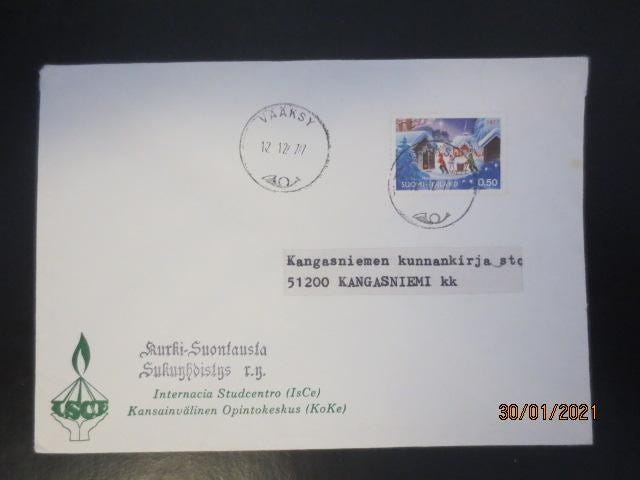 VÄÄKSY
12.12.77
1977
SUOMI-FINLAND 0,50
Kangasniemen kunnankirja sto
51200 KANGASNIEMI kk
Kurki-Suontausta
Sukuyhdistys r.y.
Internacia Studcentro (IsCe)
Kansainvälinen Opintokeskus (KoKe)
ISCE
30/01/2021